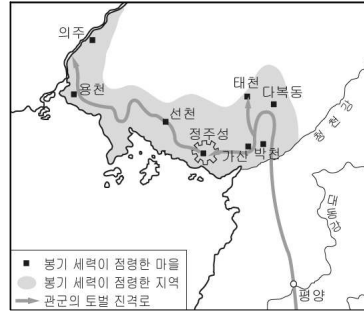 의주
용천
선천
정주성
가산
박천
태천
다복동
청천강
대동강
평양
봉기 세력이 점령한 마을
봉기 세력이 점령한 지역
관군의 토벌 진격로